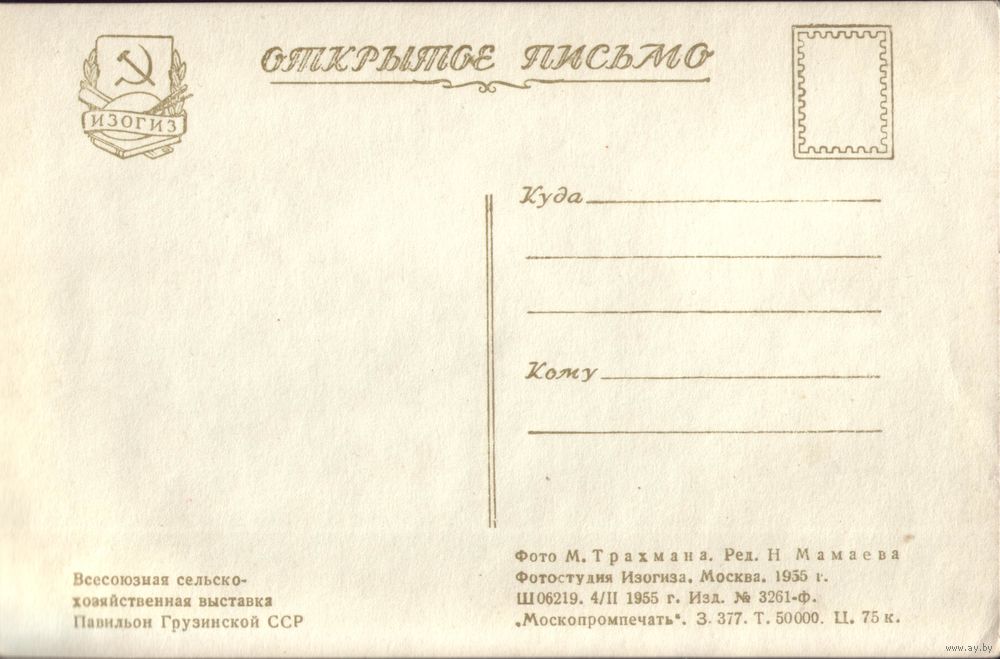 ОТКРЫТОЕ ПИСЬМО
ИЗОГИЗ
Куда
Кому
Всесоюзная сельско-
хозяйственная выставка
Павильон Грузинской ССР
Фото М. Трахмана. Ред. Н Мамаева
Фотостудия Изогиза. Москва. 1955 г.
Ш06219. 4/II 1955 г. Изд. № 3261-ф.
„Москопромпечать“. З. 377. Т. 50000. Ц. 75 к.
www.ay.by